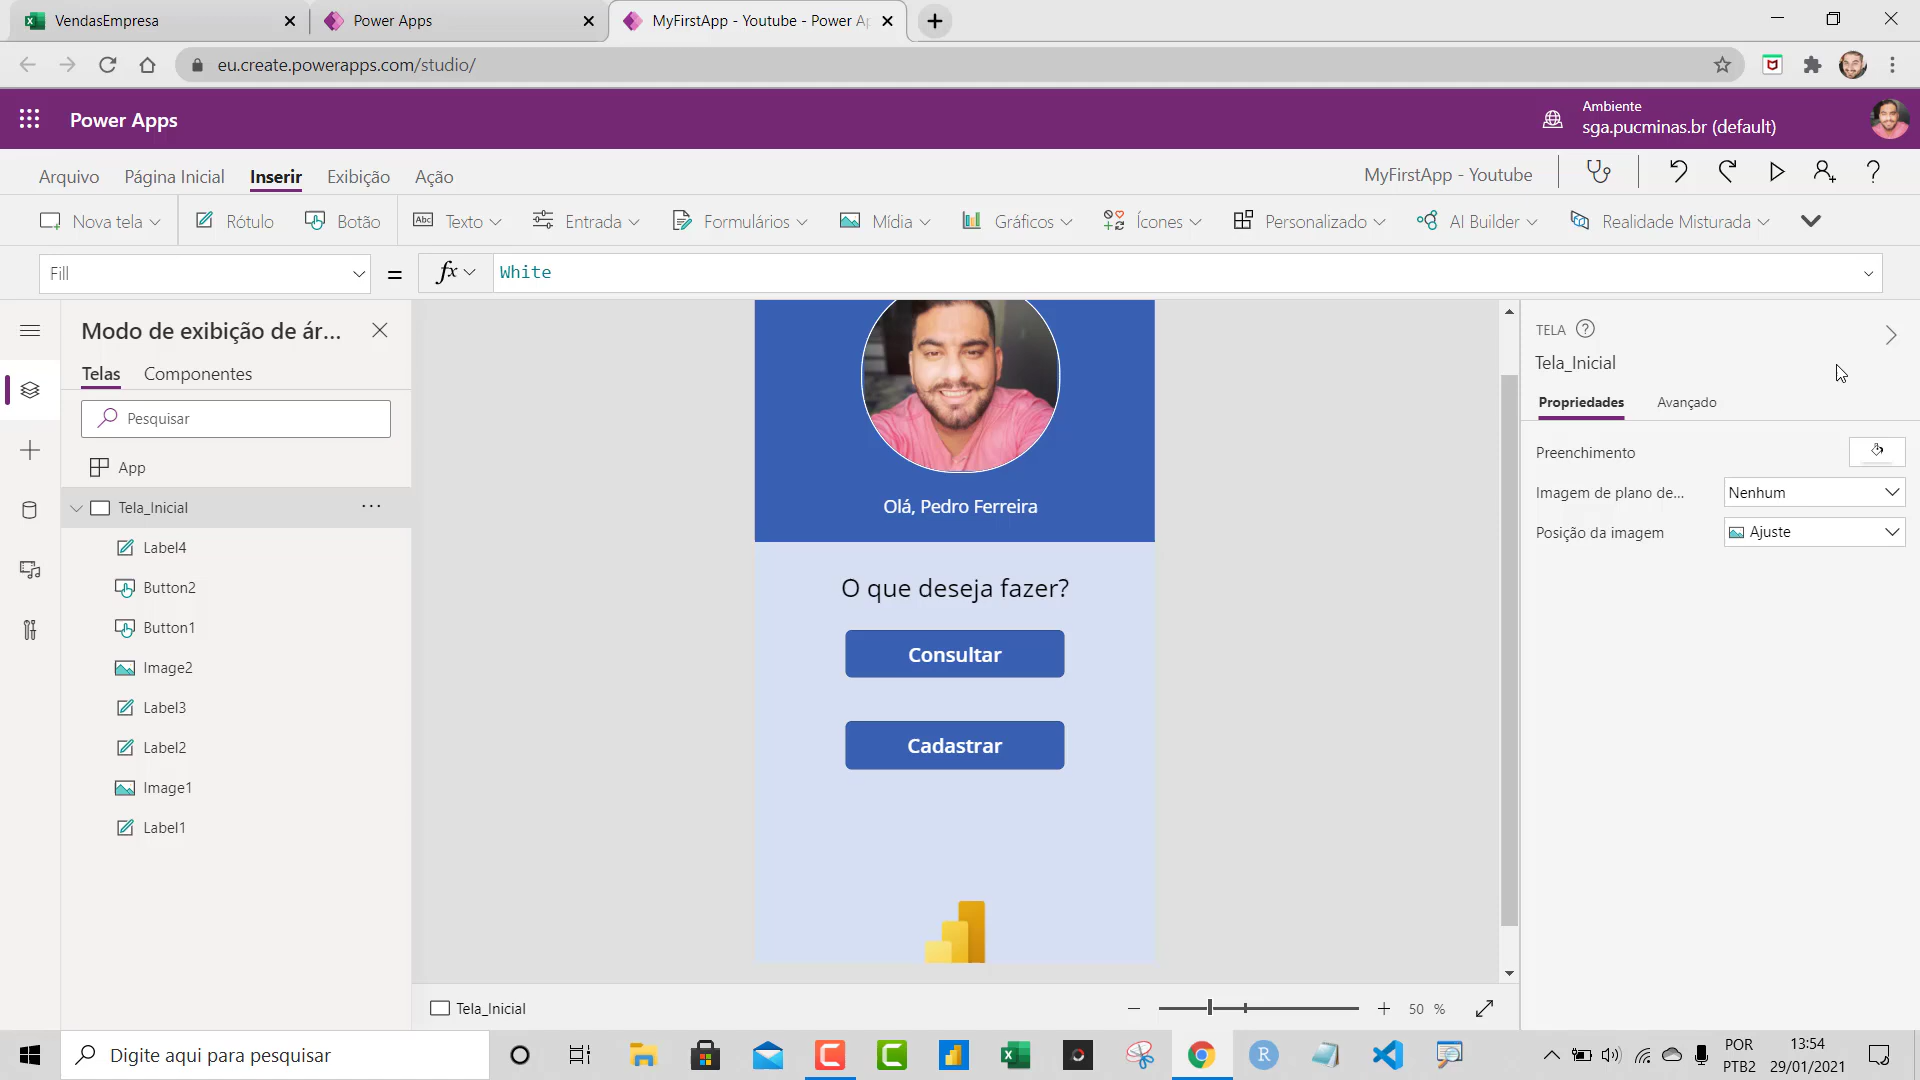 VendasEmpresa
Power Apps
MyFirstApp - Youtube - Power Ap
eu.create.powerapps.com/studio/
Power Apps
Ambiente
sga.pucminas.br (default)
Arquivo
Página Inicial
Inserir
Exibição
Ação
MyFirstApp - Youtube
Nova tela
Rótulo
Botão
Abc
Texto
Entrada
Formulários
Mídia
Gráficos
Ícones
Personalizado
AI Builder
Realidade Misturada
Fill
=
fx
White
Modo de exibição de ár...
Telas
Componentes
Pesquisar
App
Tela_Inicial
Label4
Button2
Button1
Image2
Label3
Label2
Image1
Label1
Olá, Pedro Ferreira
O que deseja fazer?
Consultar
Cadastrar
TELA
Tela_Inicial
Propriedades
Avançado
Preenchimento
Imagem de plano de...
Nenhum
Posição da imagem
Ajuste
Tela_Inicial
50 %
Digite aqui para pesquisar
POR
PTB2
13:54
29/01/2021